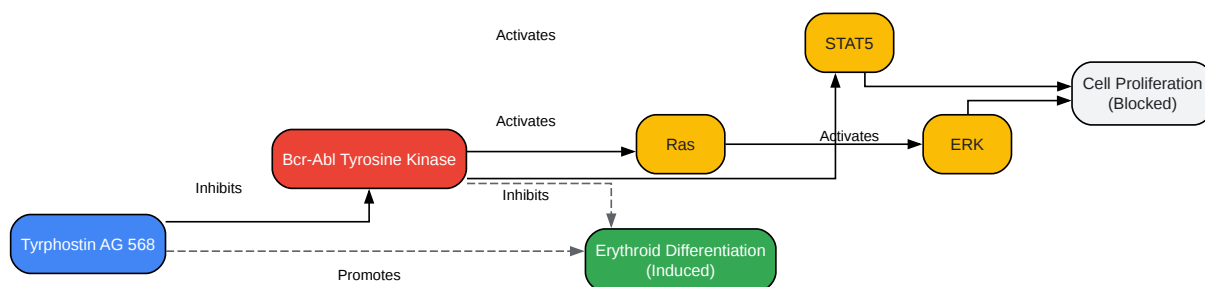 Activates
STAT5
Cell Proliferation
(Blocked)
Activates
Ras
Activates
ERK
Bcr-Abl Tyrosine Kinase
Inhibits
Inhibits
Tyrphostin AG 568
Erythroid Differentiation
(Induced)
Promotes